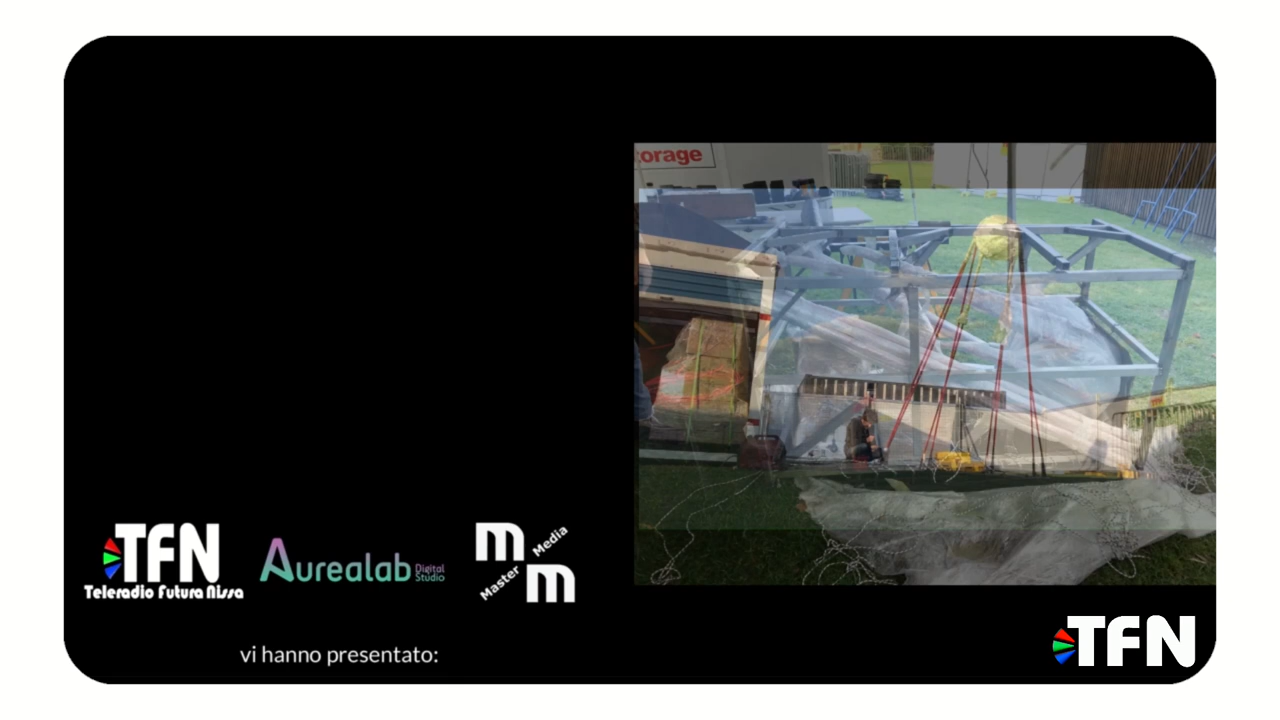 torage
TFN
Teleradio Futura Nissa
Aurealab Digital Studio
m Media
Master m
vi hanno presentato:
TFN